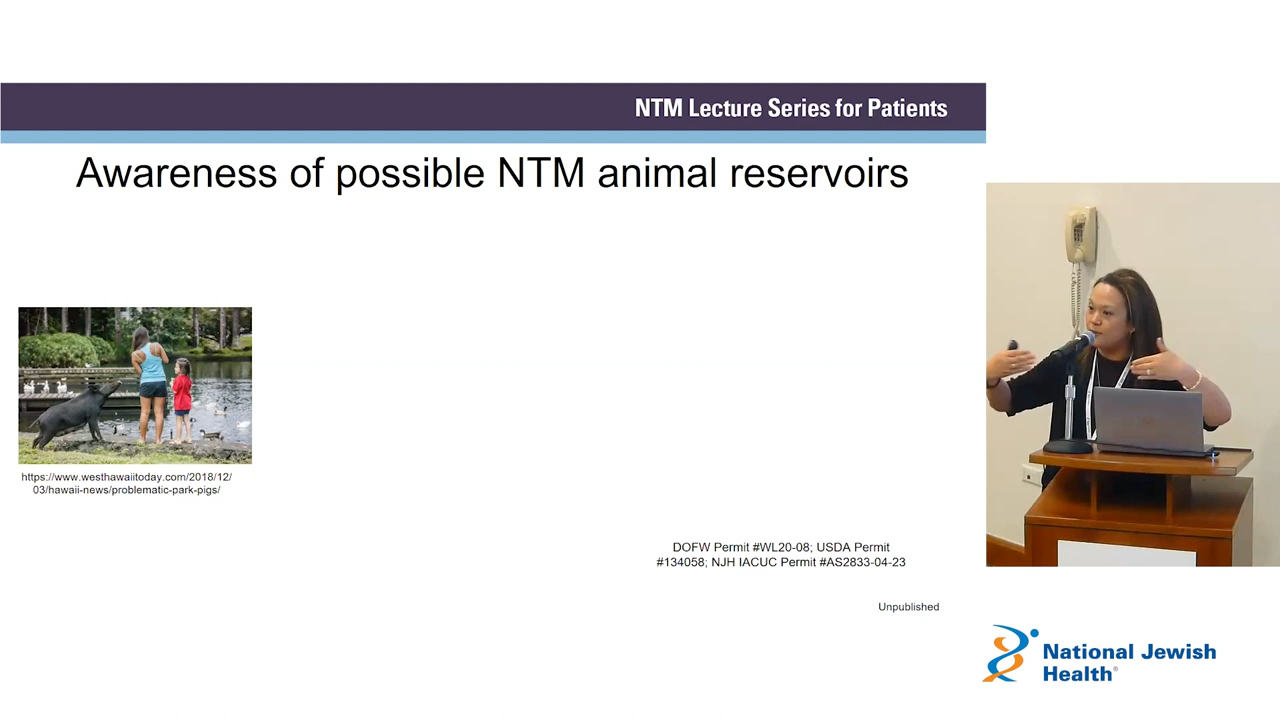 NTM Lecture Series for Patients
Awareness of possible NTM animal reservoirs
https://www.westhawaiitoday.com/2018/12/
03/hawaii-news/problematic-park-pigs/
DOFW Permit #WL20-08; USDA Permit
#134058; NJH IACUC Permit #AS2833-04-23
Unpublished
National Jewish
Health®